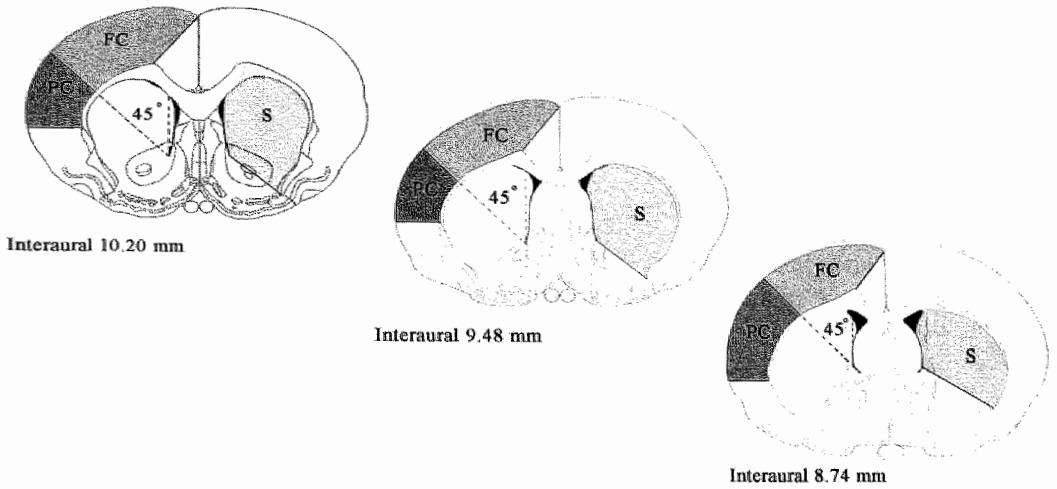 FC
PC
45°
S
Interaural 10.20 mm
FC
PC
45°
S
Interaural 9.48 mm
FC
PC
45°
S
Interaural 8.74 mm